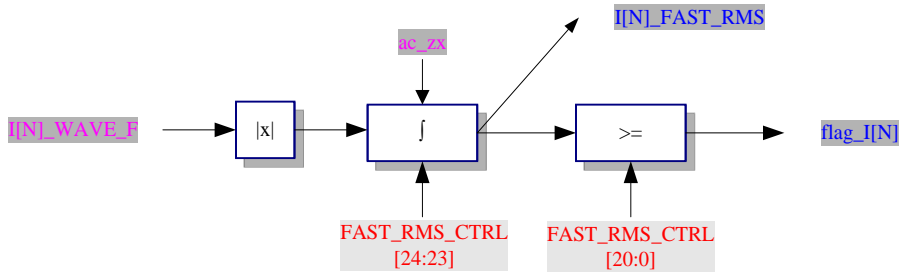 I[N]_FAST_RMS
ac_zx
I[N]_WAVE_F
|x|
∫
>=
flag_I[N]
FAST_RMS_CTRL
[24:23]
FAST_RMS_CTRL
[20:0]